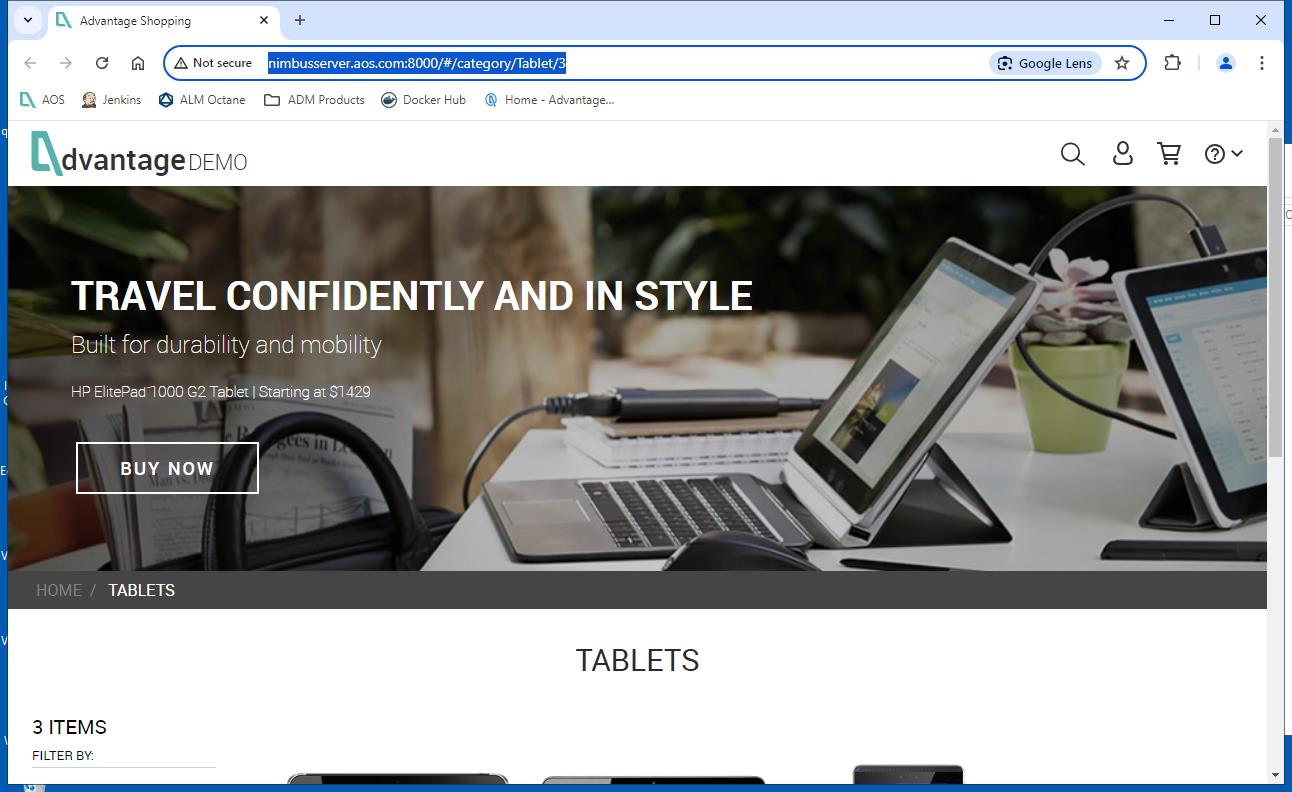 Advantage Shopping
Not secure
nimbusserver.aos.com:8000/#/category/Tablet/3
Google Lens
AOS
Jenkins
ALM Octane
ADM Products
Docker Hub
Home - Advantage...
dvantage DEMO
TRAVEL CONFIDENTLY AND IN STYLE
Built for durability and mobility
HP ElitePad 1000 G2 Tablet | Starting at $1429
BUY NOW
HOME / TABLETS
TABLETS
3 ITEMS
FILTER BY: